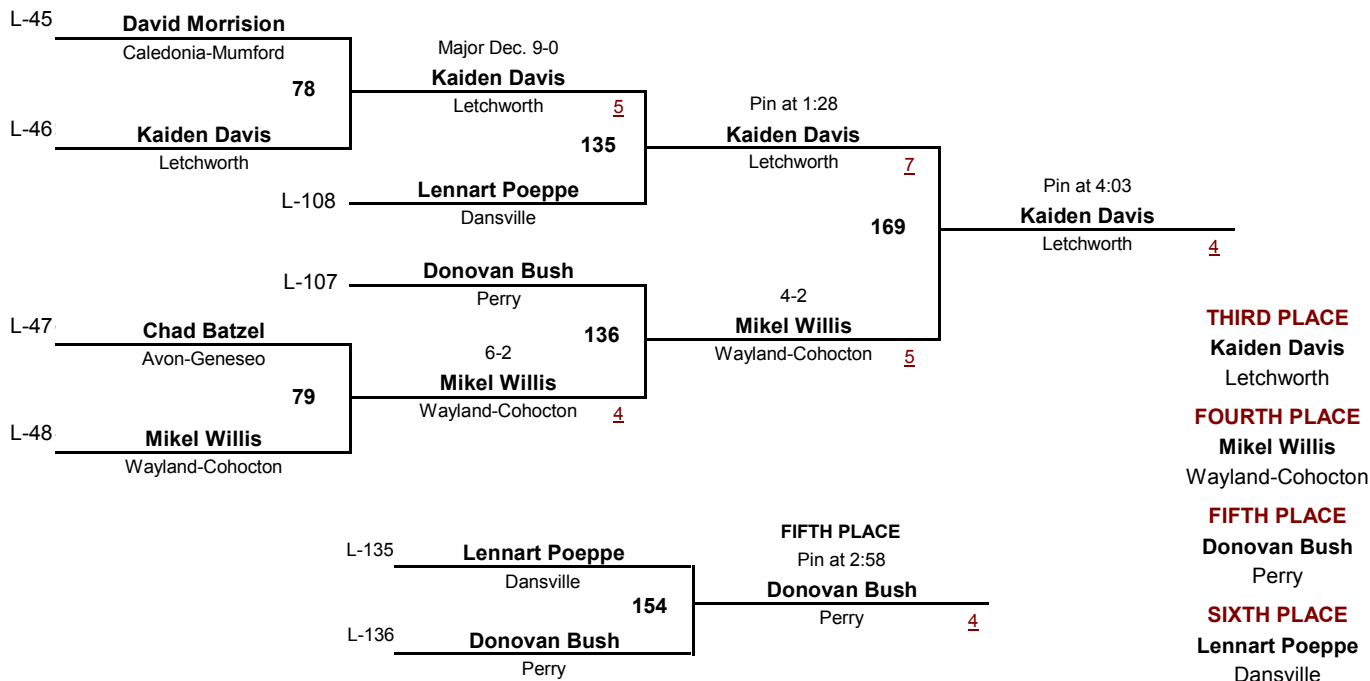 L-45
David Morrision
Caledonia-Mumford
78
L-46
Kaiden Davis
Letchworth
Major Dec. 9-0
Kaiden Davis
Letchworth 5
135
L-108
Lennart Poeppe
Dansville
Pin at 1:28
Kaiden Davis
Letchworth 7
169
Pin at 4:03
Kaiden Davis
Letchworth 4
L-107
Donovan Bush
Perry
136
4-2
Mikel Willis
Wayland-Cohocton 5
L-47
Chad Batzel
Avon-Geneseo
79
6-2
Mikel Willis
Wayland-Cohocton 4
L-48
Mikel Willis
Wayland-Cohocton
THIRD PLACE
Kaiden Davis
Letchworth
FOURTH PLACE
Mikel Willis
Wayland-Cohocton
FIFTH PLACE
Donovan Bush
Perry
SIXTH PLACE
Lennart Poeppe
Dansville
L-135
Lennart Poeppe
Dansville
154
L-136
Donovan Bush
Perry
FIFTH PLACE
Pin at 2:58
Donovan Bush
Perry 4